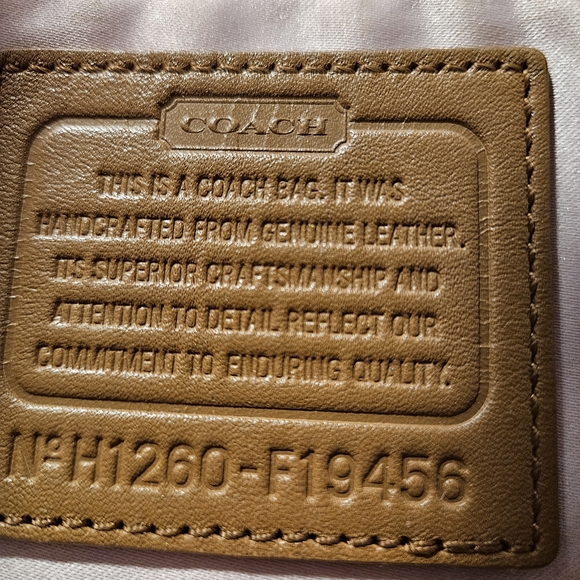 COACH
THIS IS A COACH BAG. IT WAS
HANDCRAFTED FROM GENUINE LEATHER.
ITS SUPERIOR CRAFTSMANSHIP AND
ATTENTION TO DETAIL REFLECT OUR
COMMITMENT TO ENDURING QUALITY.
Nº H1260-F19456